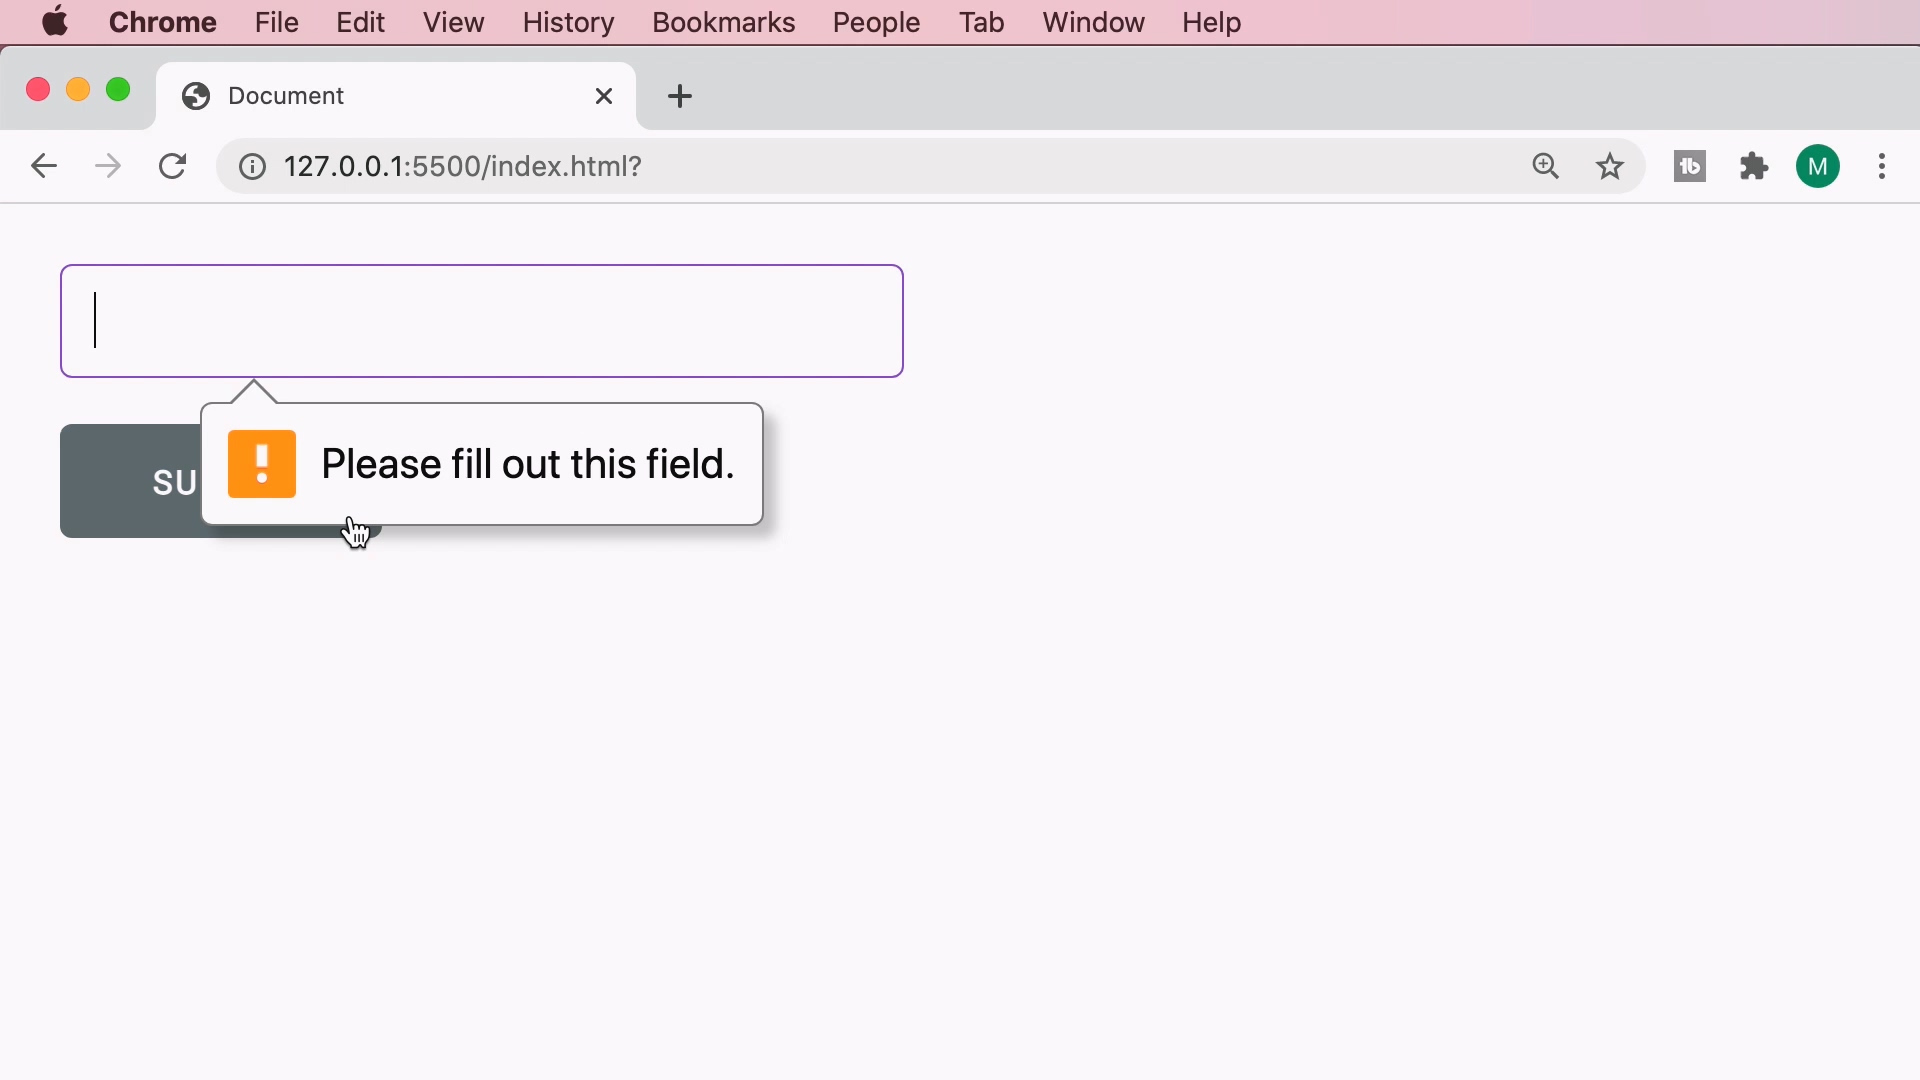 Chrome File Edit View History Bookmarks People Tab Window Help
Document
127.0.0.1:5500/index.html?
M
Please fill out this field.
SU